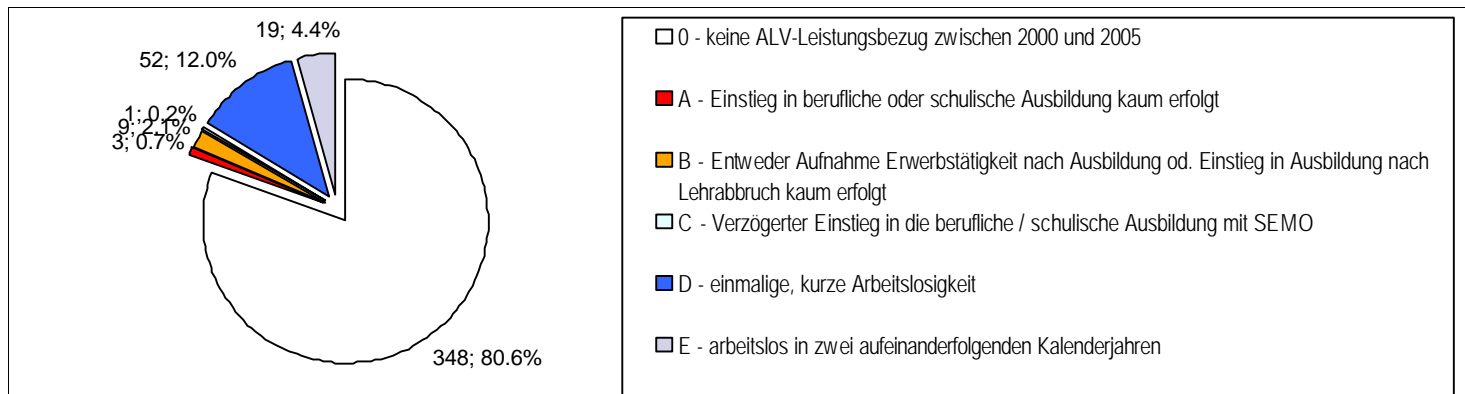 19; 4.4%
52; 12.0%
1; 0.2%
9; 2.1%
3; 0.7%
348; 80.6%
0 - keine ALV-Leistungsbezug zwischen 2000 und 2005
A - Einstieg in berufliche oder schulische Ausbildung kaum erfolgt
B - Entweder Aufnahme Erwerbstätigkeit nach Ausbildung od. Einstieg in Ausbildung nach
Lehrabbruch kaum erfolgt
C - Verzögerter Einstieg in die berufliche / schulische Ausbildung mit SEMO
D - einmalige, kurze Arbeitslosigkeit
E - arbeitslos in zwei aufeinanderfolgenden Kalenderjahren